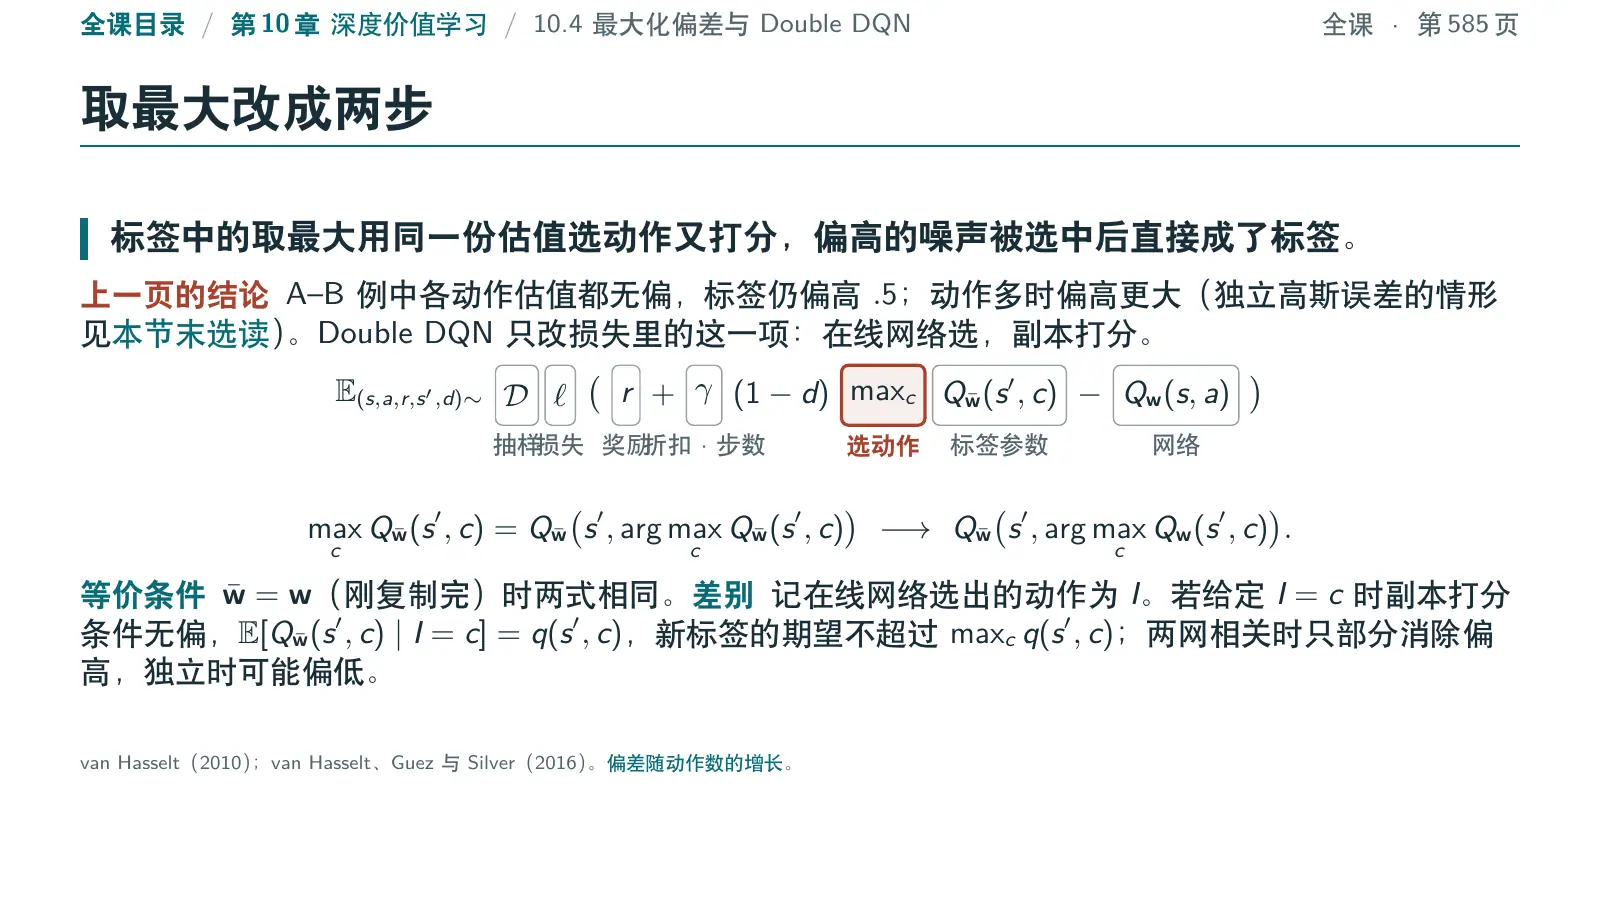 全课目录 / 第 10 章 深度价值学习 / 10.4 最大化偏差与 Double DQN 全课 · 第 585 页
取最大改成两步
标签中的取最大用同一份估值选动作又打分，偏高的噪声被选中后直接成了标签。
上一页的结论 A–B 例中各动作估值都无偏，标签仍偏高 .5；动作多时偏高更大（独立高斯误差的情形
见本节末选读）。Double DQN 只改损失里的这一项：在线网络选，副本打分。
𝔼_{(s,a,r,s′,d)∼} 𝒟 ℓ ( r + γ (1 − d) max_c Q_w̄(s′, c) − Q_w(s, a) )
抽样 损失 奖励 折扣 · 步数 选动作 标签参数 网络
max_c Q_w̄(s′, c) = Q_w̄(s′, arg max_c Q_w̄(s′, c)) ⟶ Q_w̄(s′, arg max_c Q_w(s′, c)).
等价条件 w̄ = w（刚复制完）时两式相同。差别 记在线网络选出的动作为 I。若给定 I = c 时副本打分
条件无偏，𝔼[Q_w̄(s′, c) | I = c] = q(s′, c)，新标签的期望不超过 max_c q(s′, c)；两网相关时只部分消除偏
高，独立时可能偏低。
van Hasselt（2010）；van Hasselt、Guez 与 Silver（2016）。偏差随动作数的增长。